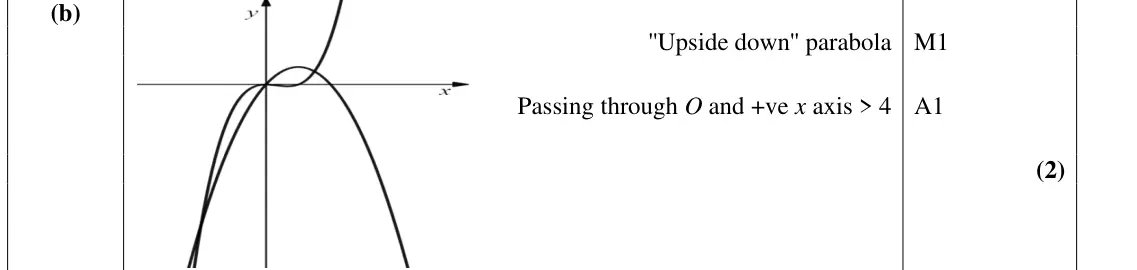 (b)
y
"Upside down" parabola M1
x
Passing through O and +ve x axis > 4 A1
(2)